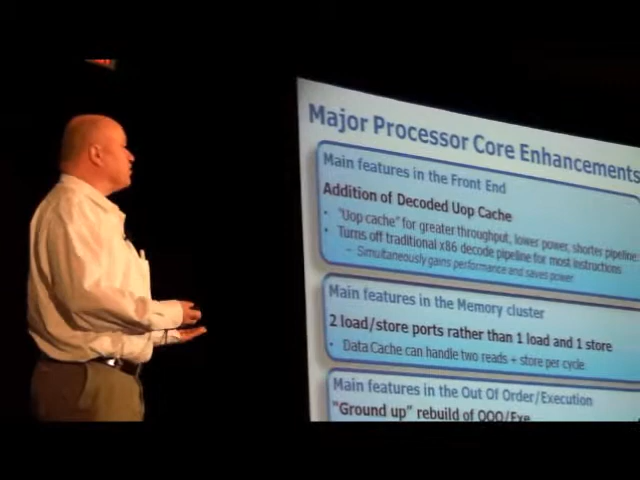 Major Processor Core Enhancements
Main features in the Front End
Addition of Decoded Uop Cache
• "Uop cache" for greater throughput, lower power, shorter pipeline
• Turns off traditional x86 decode pipeline for most instructions
– Simultaneously gains performance and saves power
Main features in the Memory cluster
2 load/store ports rather than 1 load and 1 store
• Data Cache can handle two reads + store per cycle
Main features in the Out Of Order/Execution
"Ground up" rebuild of OOO/Exe